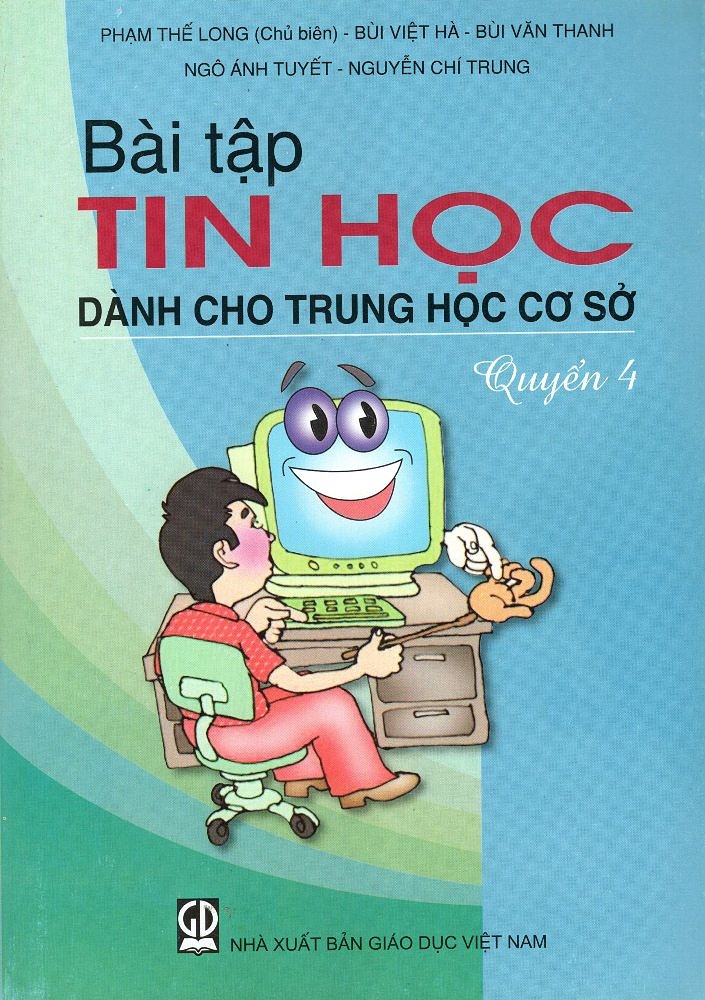 PHẠM THẾ LONG (Chủ biên) - BÙI VIỆT HÀ - BÙI VĂN THANH
NGÔ ÁNH TUYẾT - NGUYỄN CHÍ TRUNG
Bài tập
TIN HỌC
DÀNH CHO TRUNG HỌC CƠ SỞ
Quyển 4
GD
NHÀ XUẤT BẢN GIÁO DỤC VIỆT NAM